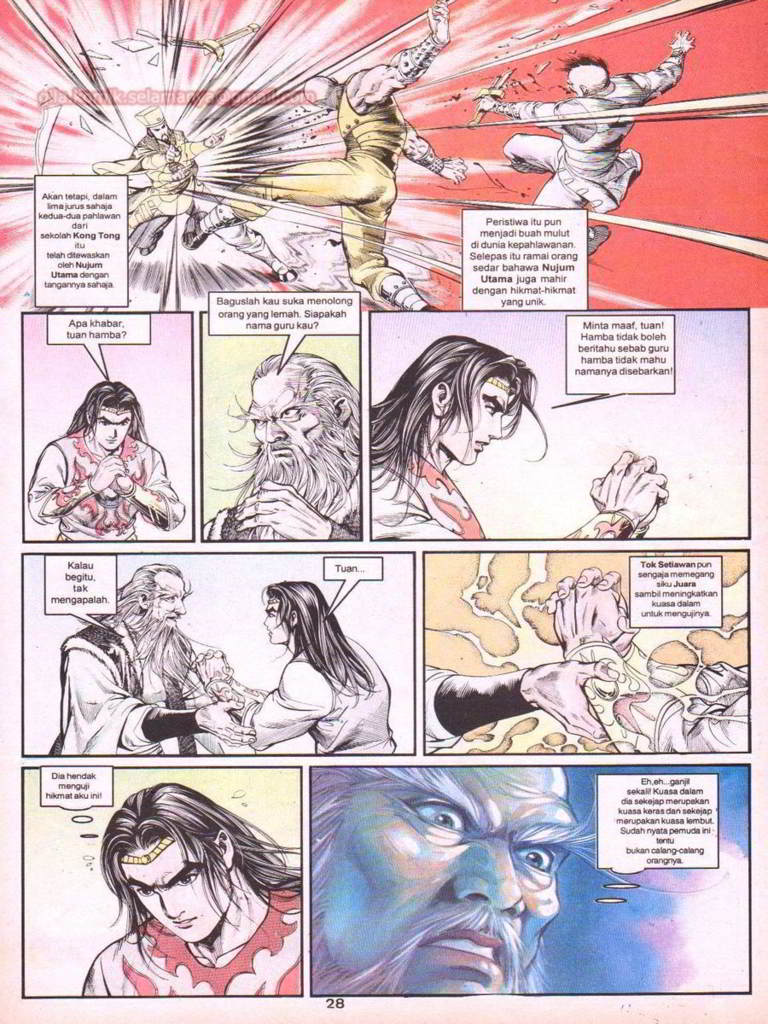 Akan tetapi, dalam
lima jurus sahaja
kedua-dua pahlawan
dari
sekolah Kong Tong
itu
telah ditewaskan
oleh Nujum
Utama dengan
tangannya sahaja.
Peristiwa itu pun
menjadi buah mulut
di dunia kepahlawanan.
Selepas itu ramai orang
sedar bahawa Nujum
Utama juga mahir
dengan hikmat-hikmat
yang unik.
Apa khabar,
tuan hamba?
Baguslah kau suka menolong
orang yang lemah. Siapakah
nama guru kau?
Minta maaf, tuan!
Hamba tidak boleh
beritahu sebab guru
hamba tidak mahu
namanya disebarkan!
Kalau
begitu,
tak
mengapalah.
Tuan...
Tok Setiawan pun
sengaja memegang
siku Juara
sambil meningkatkan
kuasa dalam
untuk mengujinya.
Dia hendak
menguji
hikmat aku ini!
Eh,eh...ganjil
sekali! Kuasa dalam
dia sekejap merupakan
kuasa keras dan sekejap
merupakan kuasa lembut.
Sudah nyata pemuda ini
tentu
bukan calang-calang
orangnya.
28